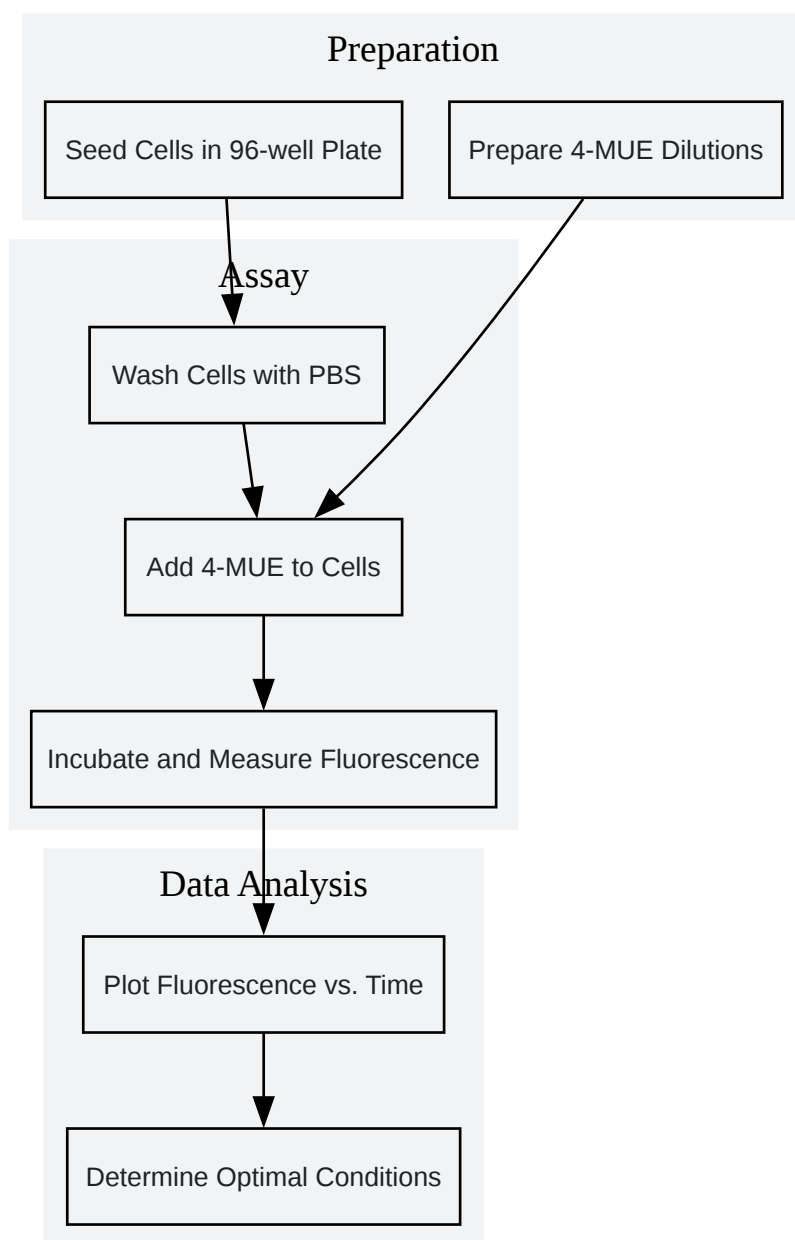 Preparation
Seed Cells in 96-well Plate
Prepare 4-MUE Dilutions
Assay
Wash Cells with PBS
Add 4-MUE to Cells
Incubate and Measure Fluorescence
Data Analysis
Plot Fluorescence vs. Time
Determine Optimal Conditions